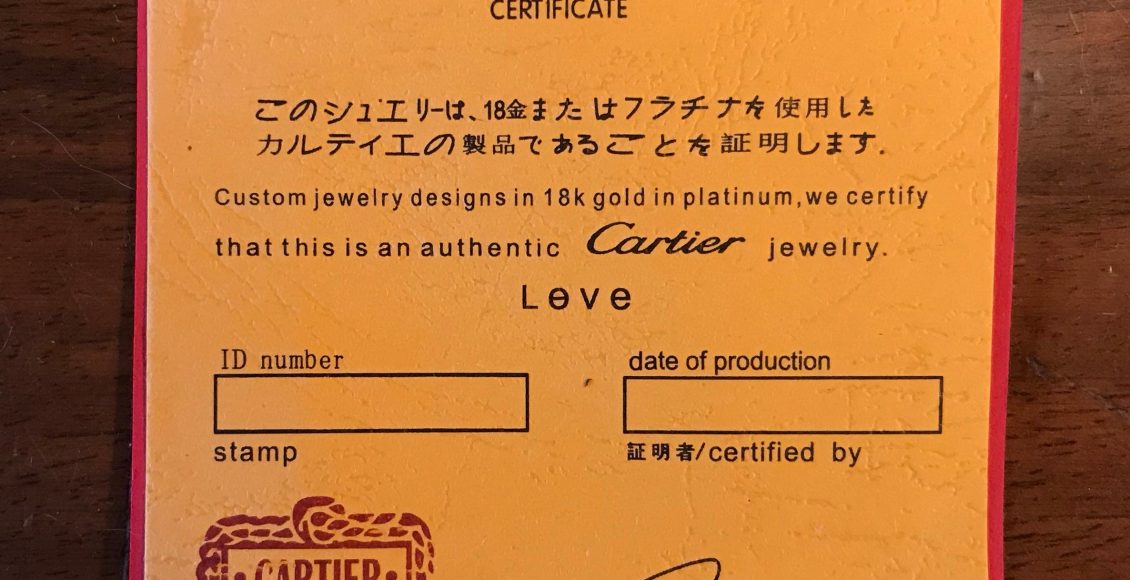 CERTIFICATE
このシュエリーは、18金またはフラチナを使用した
カルティエの製品であることを証明します.
Custom jewelry designs in 18k gold in platinum, we certify
that this is an authentic Cartier jewelry.
Love
ID number
date of production
stamp
証明者/certified by
CARTIER